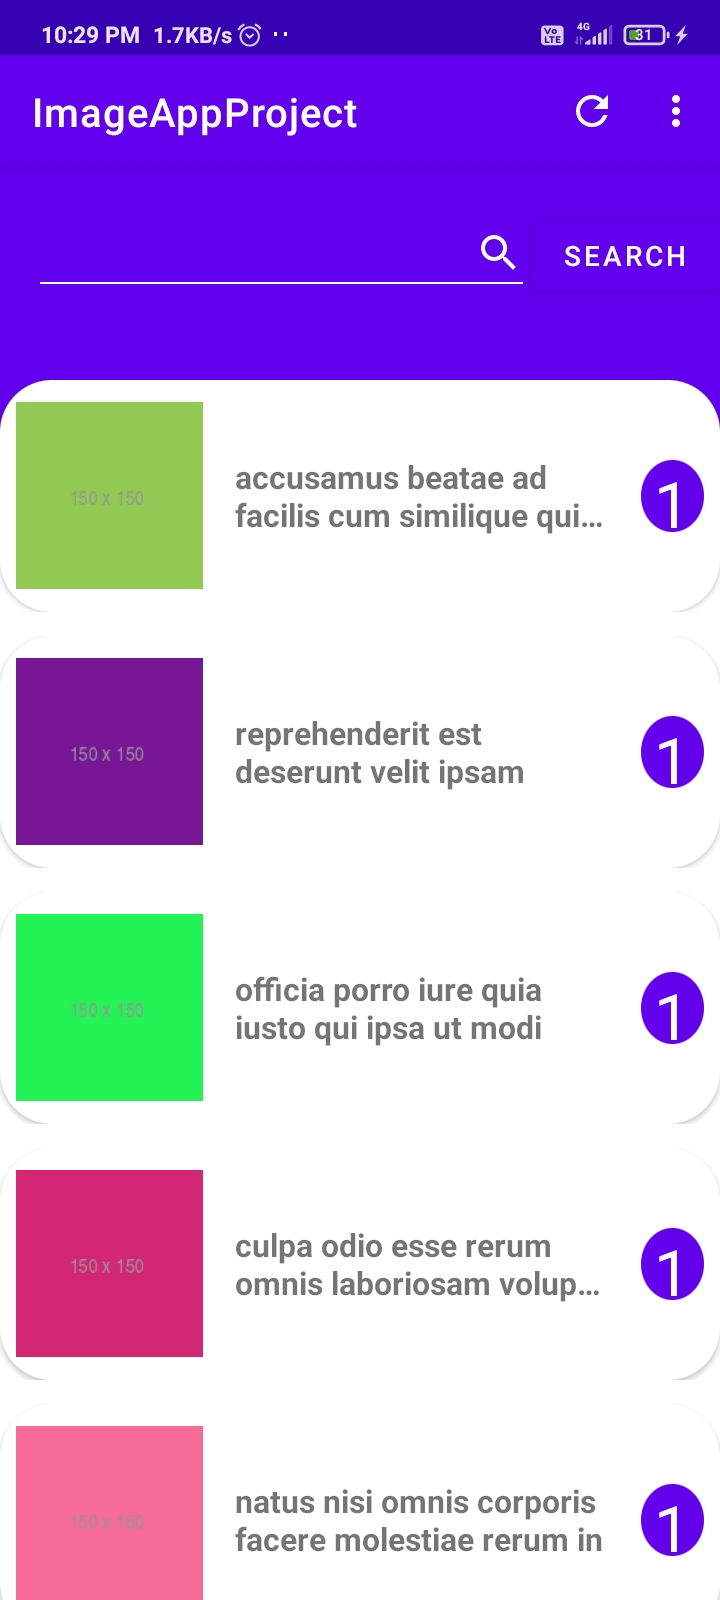 10:29 PM 1.7KB/s
Vo LTE 4G 31
ImageAppProject
SEARCH
150 x 150
accusamus beatae ad
facilis cum similique qui...
1
150 x 150
reprehenderit est
deserunt velit ipsam
1
150 x 150
officia porro iure quia
iusto qui ipsa ut modi
1
150 x 150
culpa odio esse rerum
omnis laboriosam volup...
1
150 x 150
natus nisi omnis corporis
facere molestiae rerum in
1